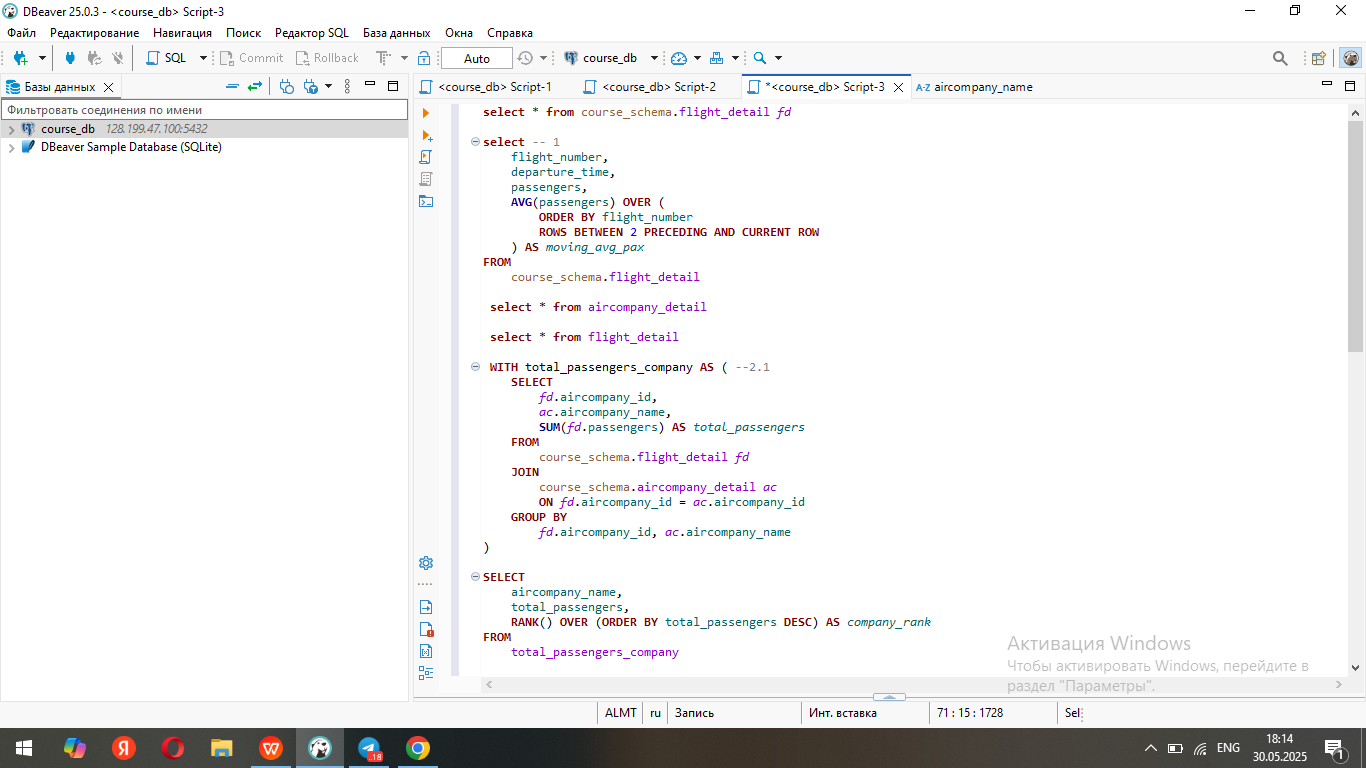 DBeaver 25.0.3 - <course_db> Script-3
Файл Редактирование Навигация Поиск Редактор SQL База данных Окна Справка
SQL Commit Rollback Auto course_db
Базы данных
<course_db> Script-1 <course_db> Script-2 *<course_db> Script-3 A-Z aircompany_name
Фильтровать соединения по имени
course_db 128.199.47.100:5432
DBeaver Sample Database (SQLite)
select * from course_schema.flight_detail fd
select -- 1
flight_number,
departure_time,
passengers,
AVG(passengers) OVER (
ORDER BY flight_number
ROWS BETWEEN 2 PRECEDING AND CURRENT ROW
) AS moving_avg_pax
FROM
course_schema.flight_detail
select * from aircompany_detail
select * from flight_detail
WITH total_passengers_company AS ( --2.1
SELECT
fd.aircompany_id,
ac.aircompany_name,
SUM(fd.passengers) AS total_passengers
FROM
course_schema.flight_detail fd
JOIN
course_schema.aircompany_detail ac
ON fd.aircompany_id = ac.aircompany_id
GROUP BY
fd.aircompany_id, ac.aircompany_name
)
SELECT
aircompany_name,
total_passengers,
RANK() OVER (ORDER BY total_passengers DESC) AS company_rank
FROM
total_passengers_company
Активация Windows
Чтобы активировать Windows, перейдите в
раздел "Параметры".
ALMT ru Запись Инт. вставка 71 : 15 : 1728 Sel
Я W 18 ENG 18:14
30.05.2025 1